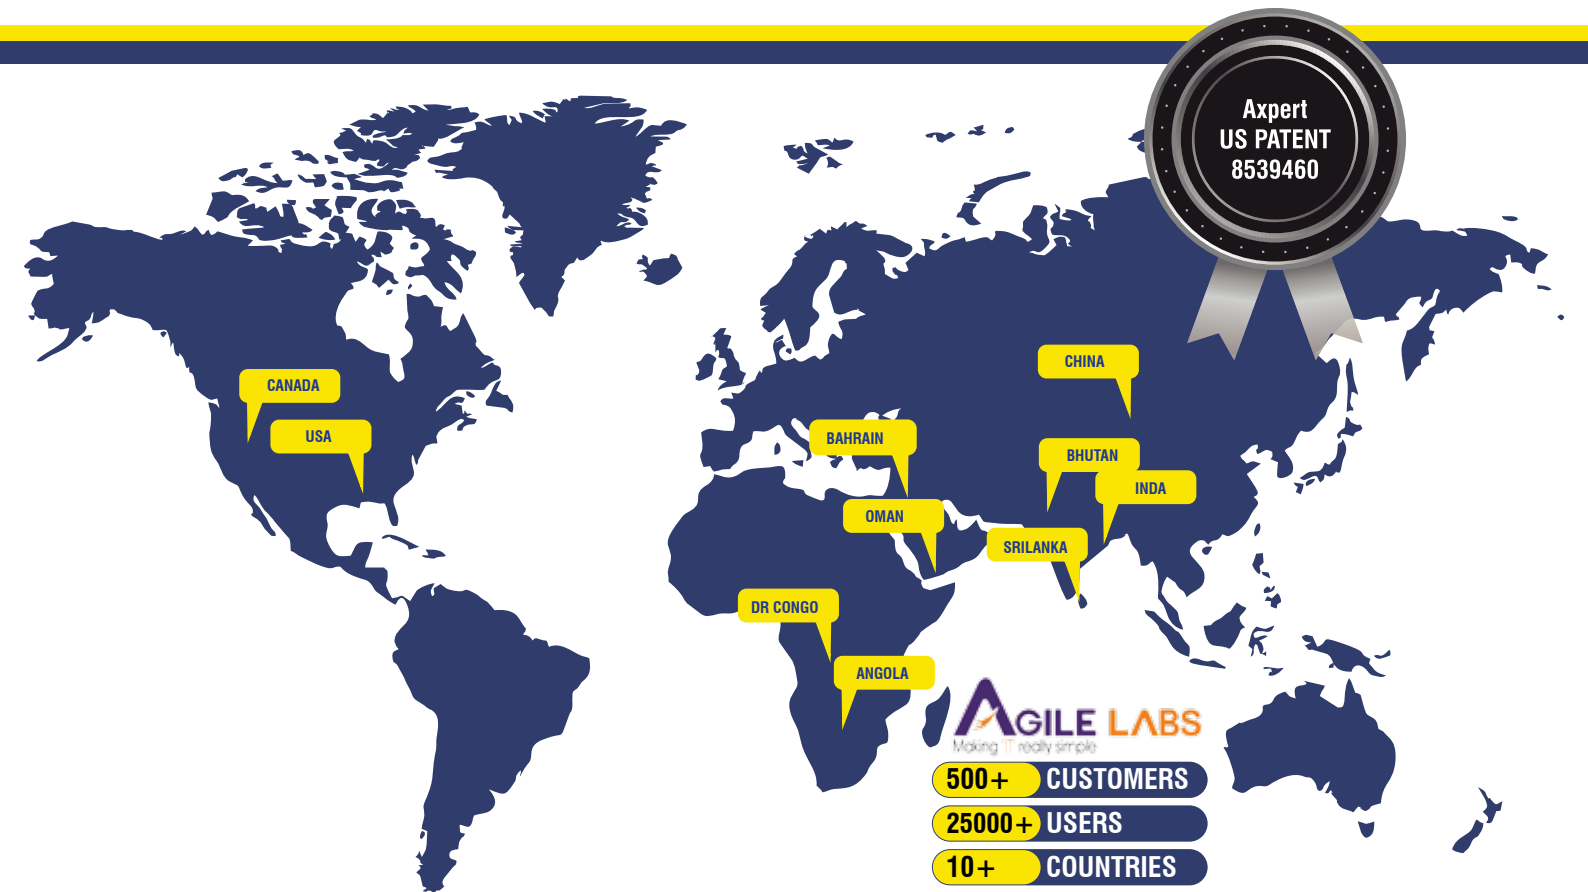 Axpert
US PATENT
8539460
CHINA
CANADA
USA
BAHRAIN
BHUTAN
INDA
OMAN
SRILANKA
DR CONGO
ANGOLA
AGILE LABS
Making 'IT' really simple
500+ CUSTOMERS
25000+ USERS
10+ COUNTRIES